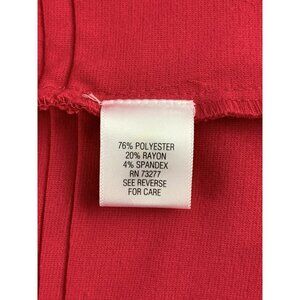 76% POLYESTER
20% RAYON
4% SPANDEX
RN 73277
SEE REVERSE
FOR CARE